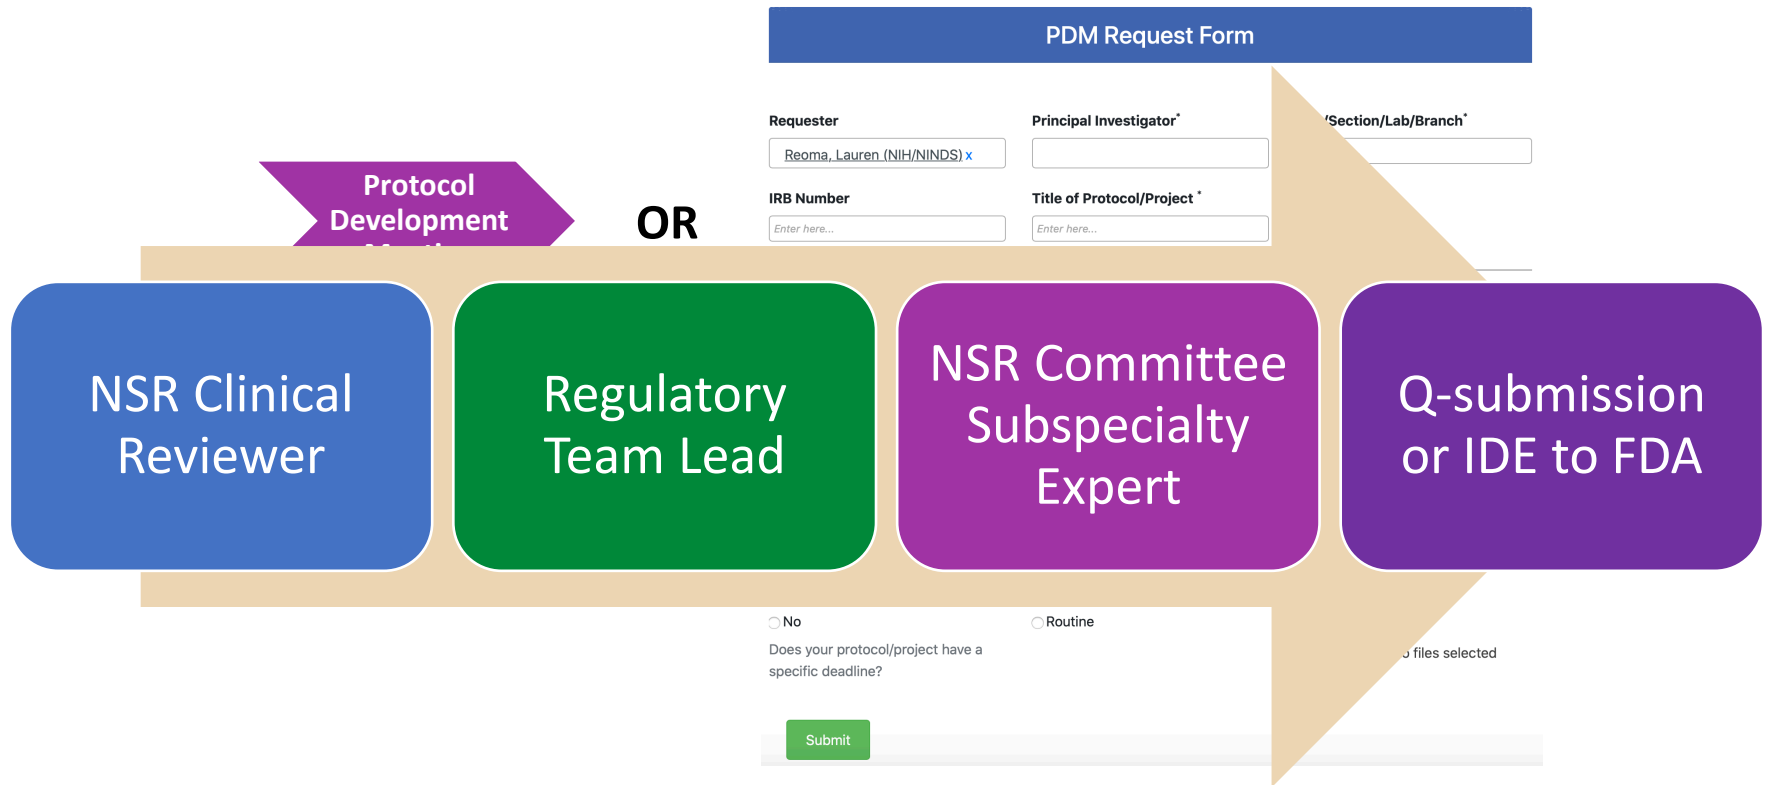 PDM Request Form
Requester
Principal Investigator*
/Section/Lab/Branch*
Reoma, Lauren (NIH/NINDS) x
Protocol
Development
OR
IRB Number
Title of Protocol/Project *
Enter here...
Enter here...
NSR Clinical
Reviewer
Regulatory
Team Lead
NSR Committee
Subspecialty
Expert
Q-submission
or IDE to FDA
No
Routine
Does your protocol/project have a
specific deadline?
files selected
Submit